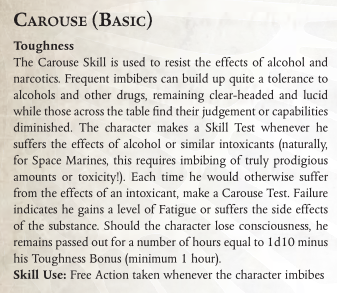 CAROUSE (BASIC)
Toughness
The Carouse Skill is used to resist the effects of alcohol and
narcotics. Frequent imbibers can build up quite a tolerance to
alcohols and other drugs, remaining clear-headed and lucid
while those across the table find their judgement or capabilities
diminished. The character makes a Skill Test whenever he
suffers the effects of alcohol or similar intoxicants (naturally,
for Space Marines, this requires imbibing of truly prodigious
amounts or toxicity!). Each time he would otherwise suffer
from the effects of an intoxicant, make a Carouse Test. Failure
indicates he gains a level of Fatigue or suffers the side effects
of the substance. Should the character lose consciousness, he
remains passed out for a number of hours equal to 1d10 minus
his Toughness Bonus (minimum 1 hour).
Skill Use: Free Action taken whenever the character imbibes